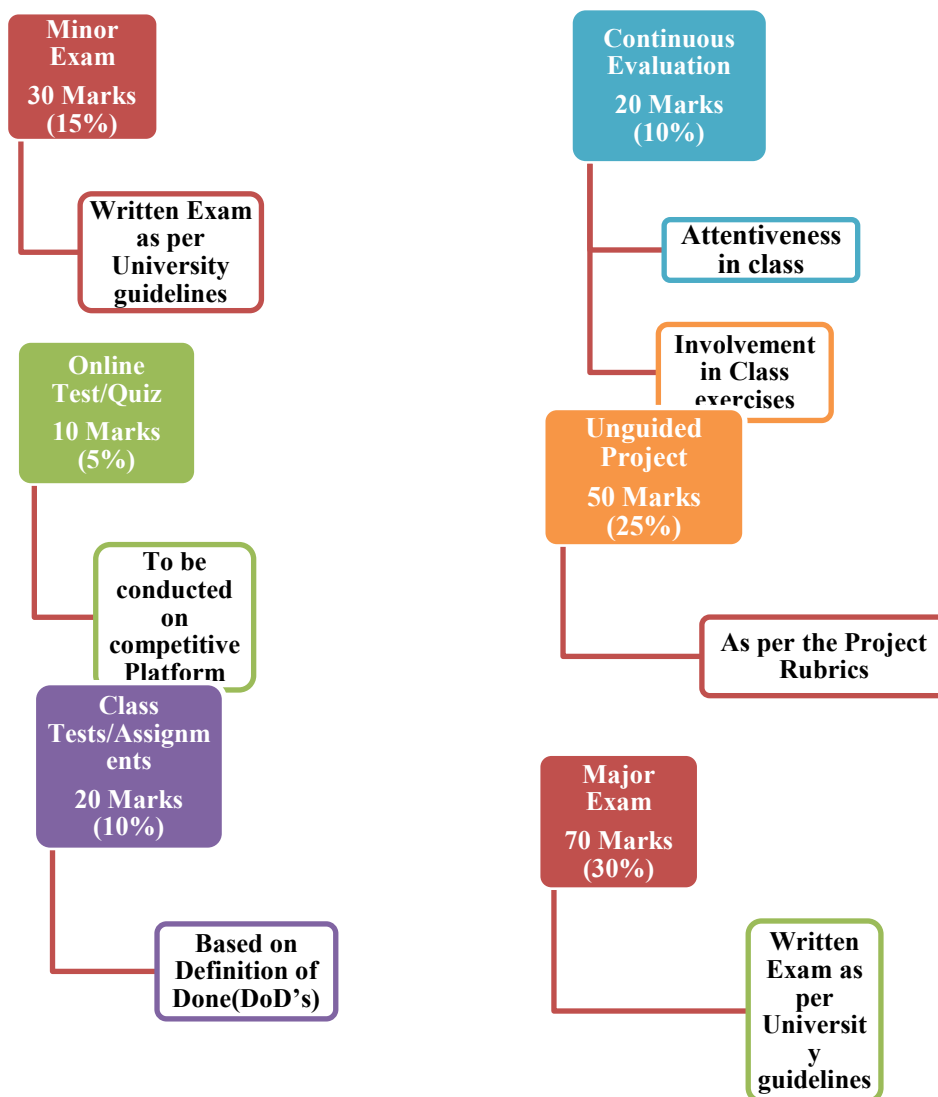 Minor
Exam
30 Marks
(15%)
Written Exam
as per
University
guidelines
Online
Test/Quiz
10 Marks
(5%)
To be
conducted
on
competitive
Platform
Class
Tests/Assignm
ents
20 Marks
(10%)
Based on
Definition of
Done(DoD’s)
Continuous
Evaluation
20 Marks
(10%)
Attentiveness
in class
Involvement
in Class
exercises
Unguided
Project
50 Marks
(25%)
As per the Project
Rubrics
Major
Exam
70 Marks
(30%)
Written
Exam as
per
Universit
y
guidelines